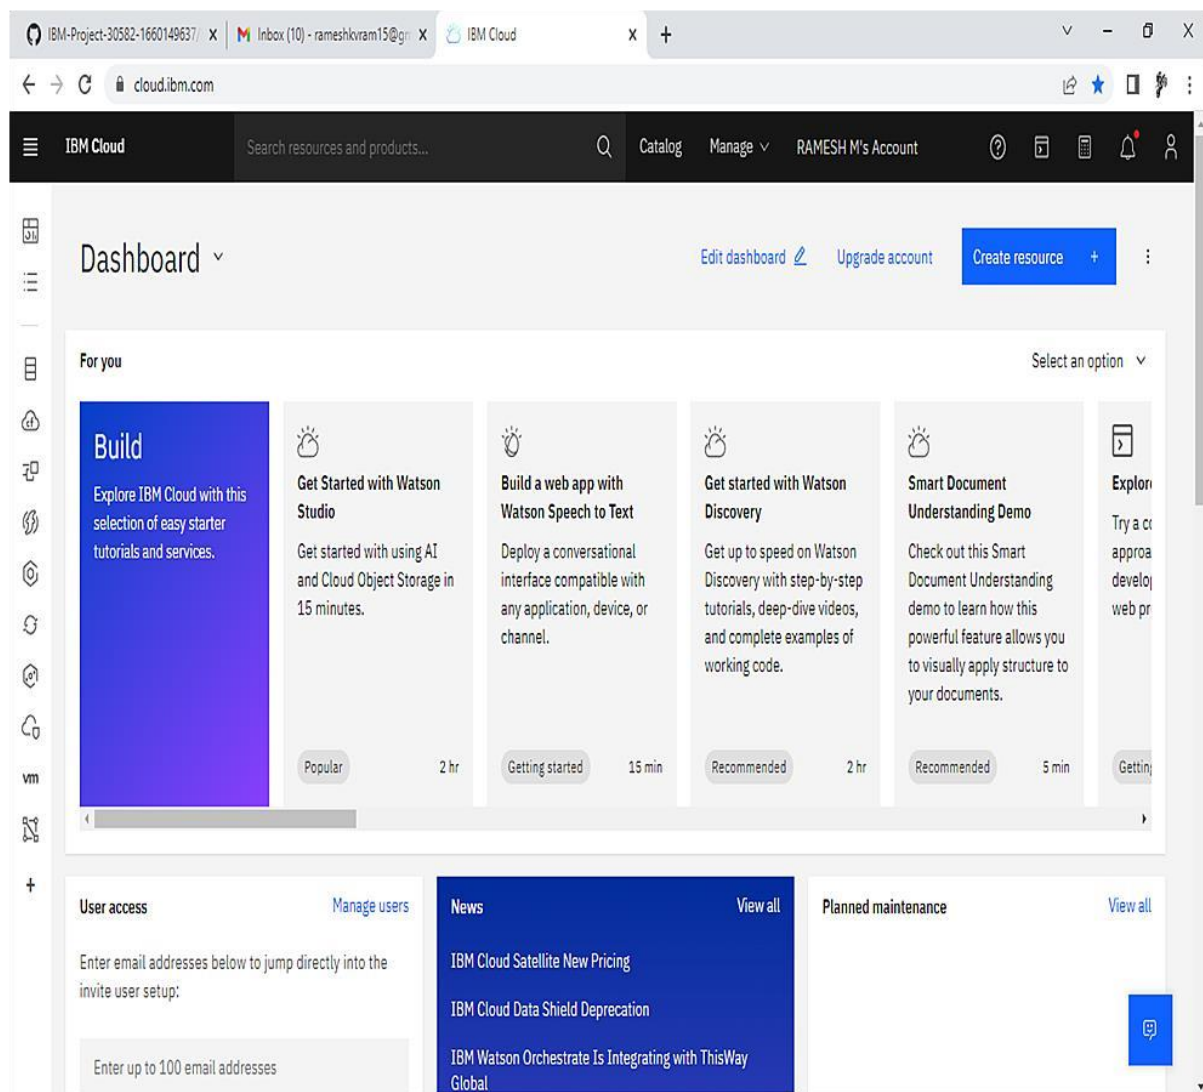 IBM-Project-30582-1660149637/
Inbox (10) - rameshkvram15@gm
IBM Cloud
cloud.ibm.com
IBM Cloud
Search resources and products...
Catalog
Manage
RAMESH M's Account
Dashboard
Edit dashboard
Upgrade account
Create resource +
For you
Select an option
Build
Explore IBM Cloud with this
selection of easy starter
tutorials and services.
Get Started with Watson
Studio
Get started with using AI
and Cloud Object Storage in
15 minutes.
Popular
2 hr
Build a web app with
Watson Speech to Text
Deploy a conversational
interface compatible with
any application, device, or
channel.
Getting started
15 min
Get started with Watson
Discovery
Get up to speed on Watson
Discovery with step-by-step
tutorials, deep-dive videos,
and complete examples of
working code.
Recommended
2 hr
Smart Document
Understanding Demo
Check out this Smart
Document Understanding
demo to learn how this
powerful feature allows you
to visually apply structure to
your documents.
Recommended
5 min
Explore
Try a co
approa
develop
web pr
Getting
vm
User access
Manage users
Enter email addresses below to jump directly into the
invite user setup:
Enter up to 100 email addresses
News
View all
IBM Cloud Satellite New Pricing
IBM Cloud Data Shield Deprecation
IBM Watson Orchestrate Is Integrating with ThisWay
Global
Planned maintenance
View all